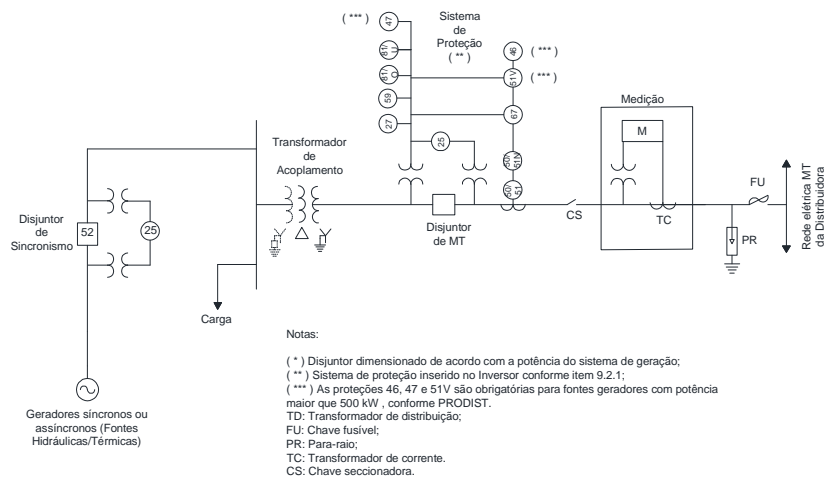 ( *** )
47
Sistema
de
Proteção
( ** )
46
( *** )
81/
U
81/
O
51V
( *** )
59
27
67
25
50/
51N
50/
51
Medição
M
Transformador
de
Acoplamento
Disjuntor
de MT
CS
TC
FU
PR
Rede elétrica MT
da Distribuidora
Disjuntor
de
Sincronismo
52
25
Carga
Geradores síncronos ou
assíncronos (Fontes
Hidráulicas/Térmicas)
Notas:
( * ) Disjuntor dimensionado de acordo com a potência do sistema de geração;
( ** ) Sistema de proteção inserido no Inversor conforme item 9.2.1;
( *** ) As proteções 46, 47 e 51V são obrigatórias para fontes geradores com potência
maior que 500 kW , conforme PRODIST.
TD: Transformador de distribuição;
FU: Chave fusível;
PR: Para-raio;
TC: Transformador de corrente.
CS: Chave seccionadora.